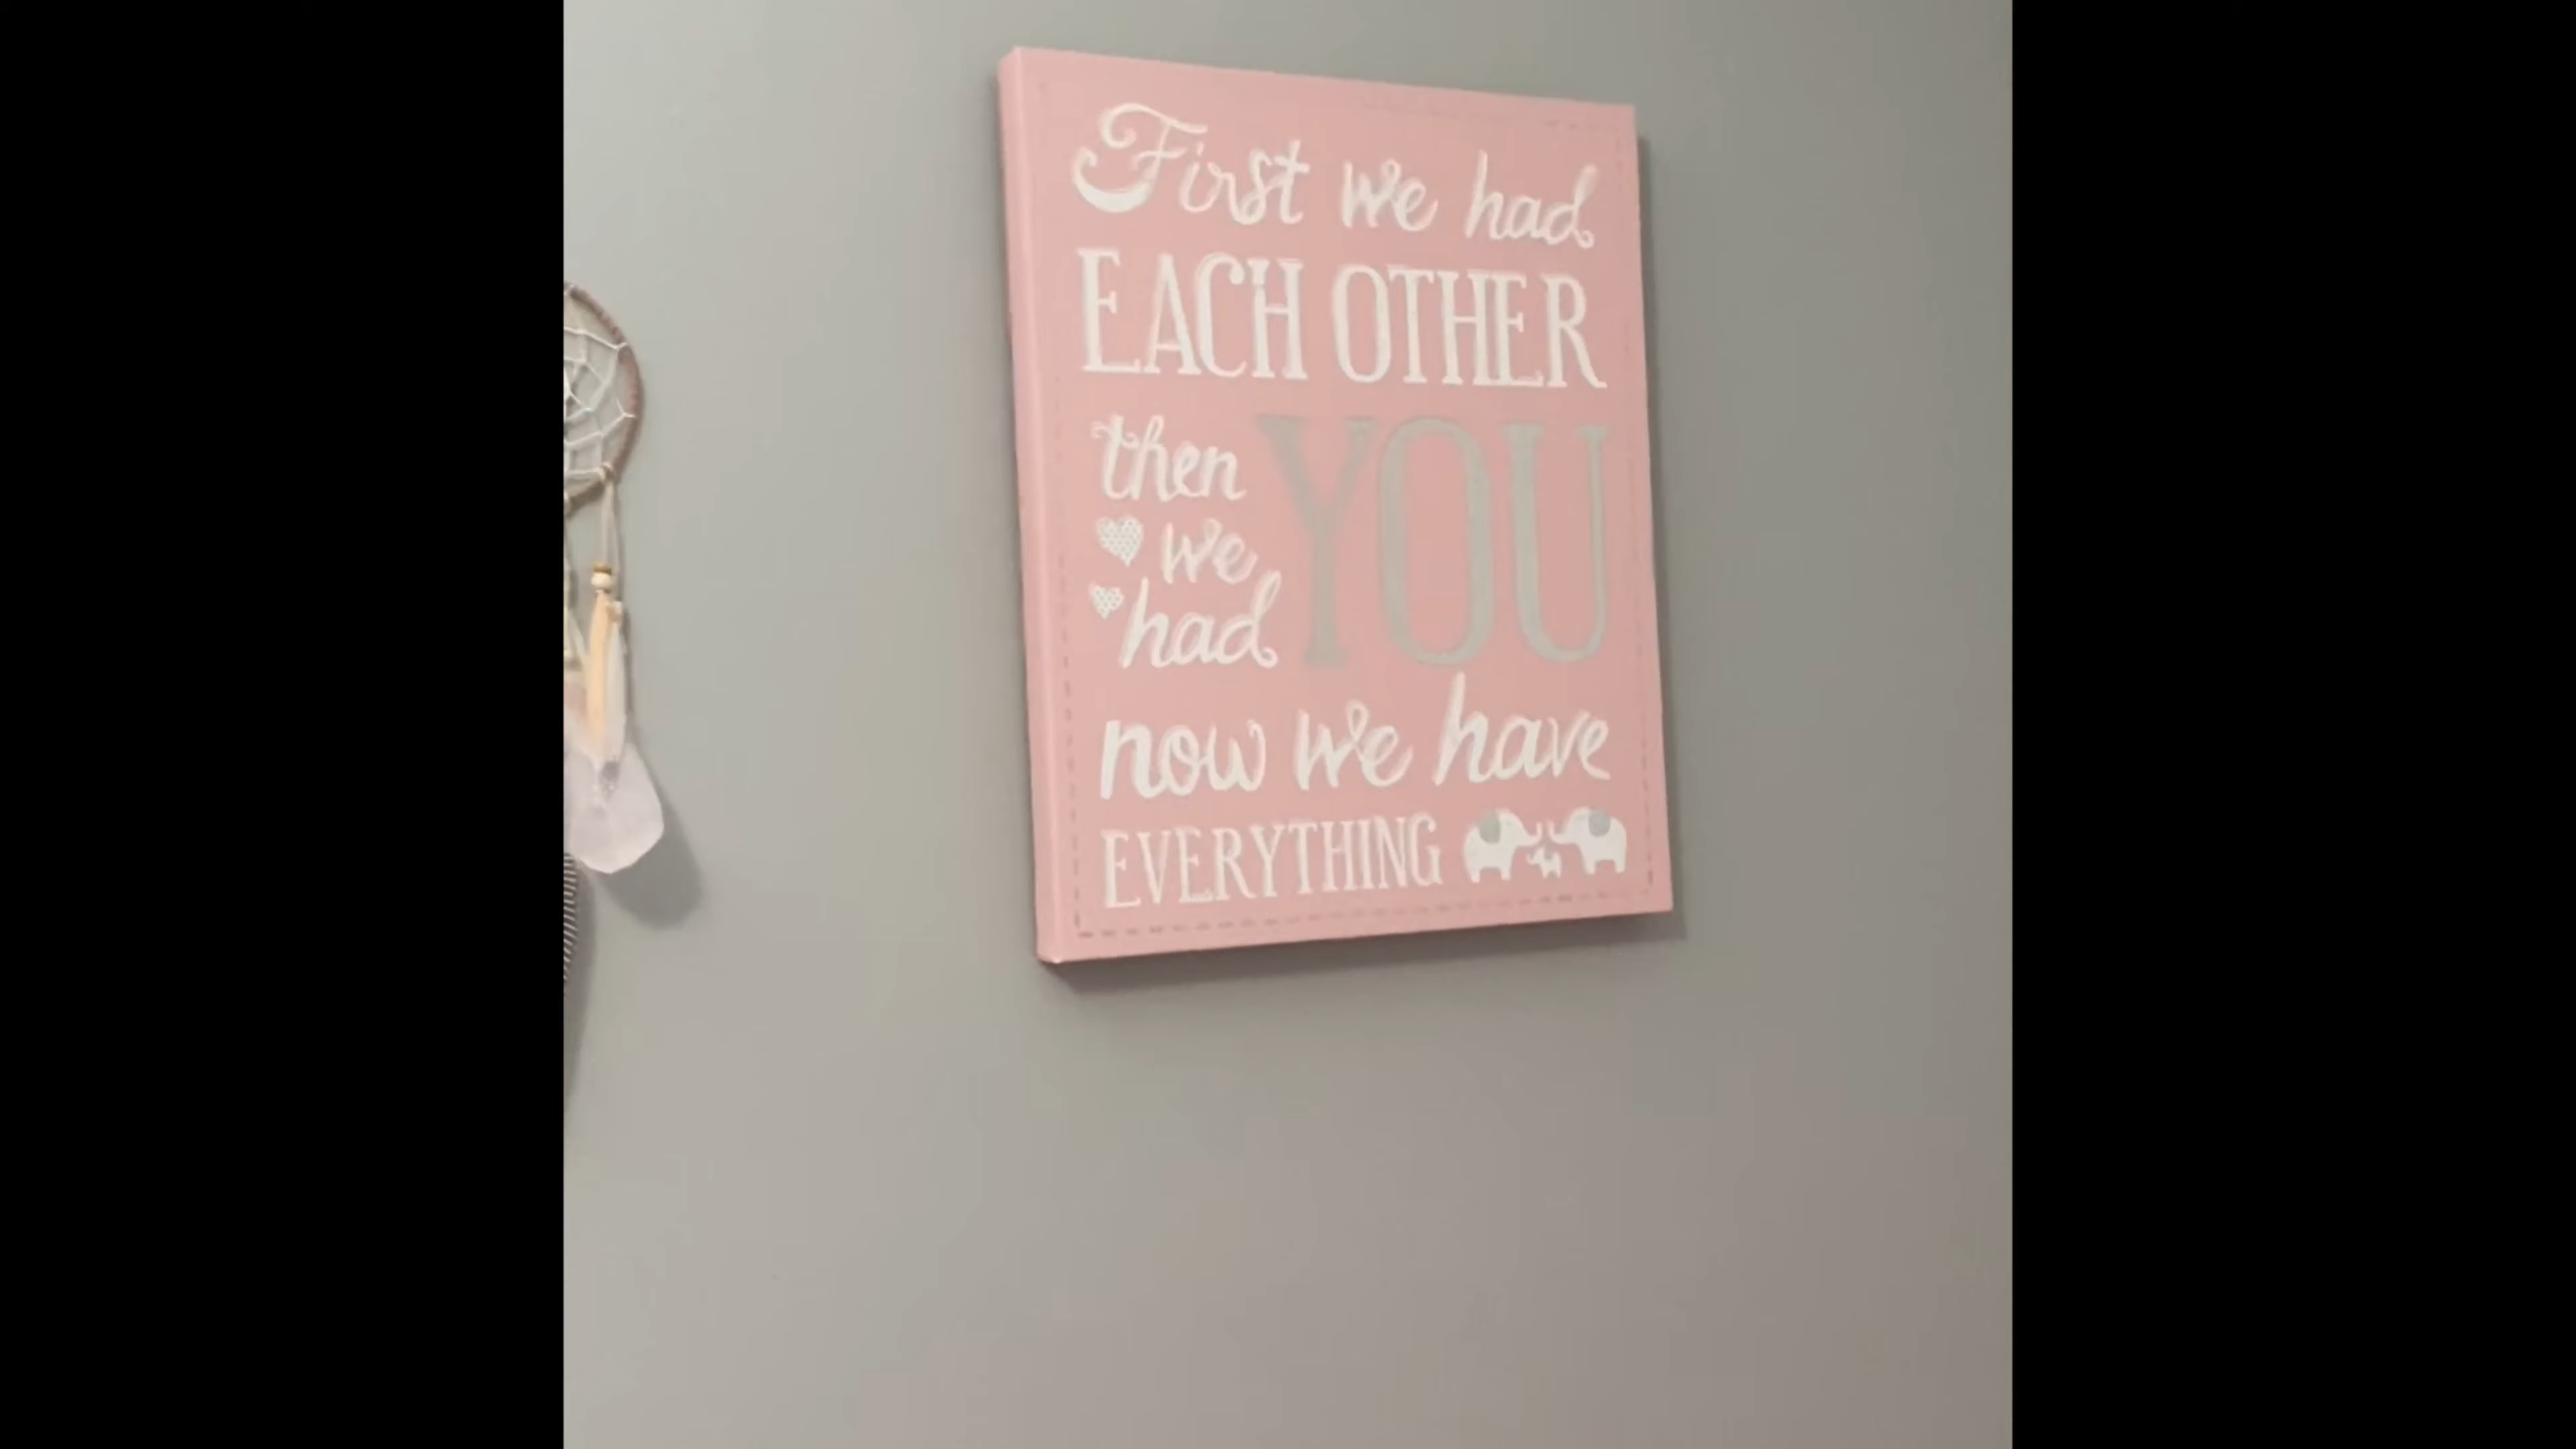 First we had
EACH OTHER
then
we
had
YOU
now we have
EVERYTHING